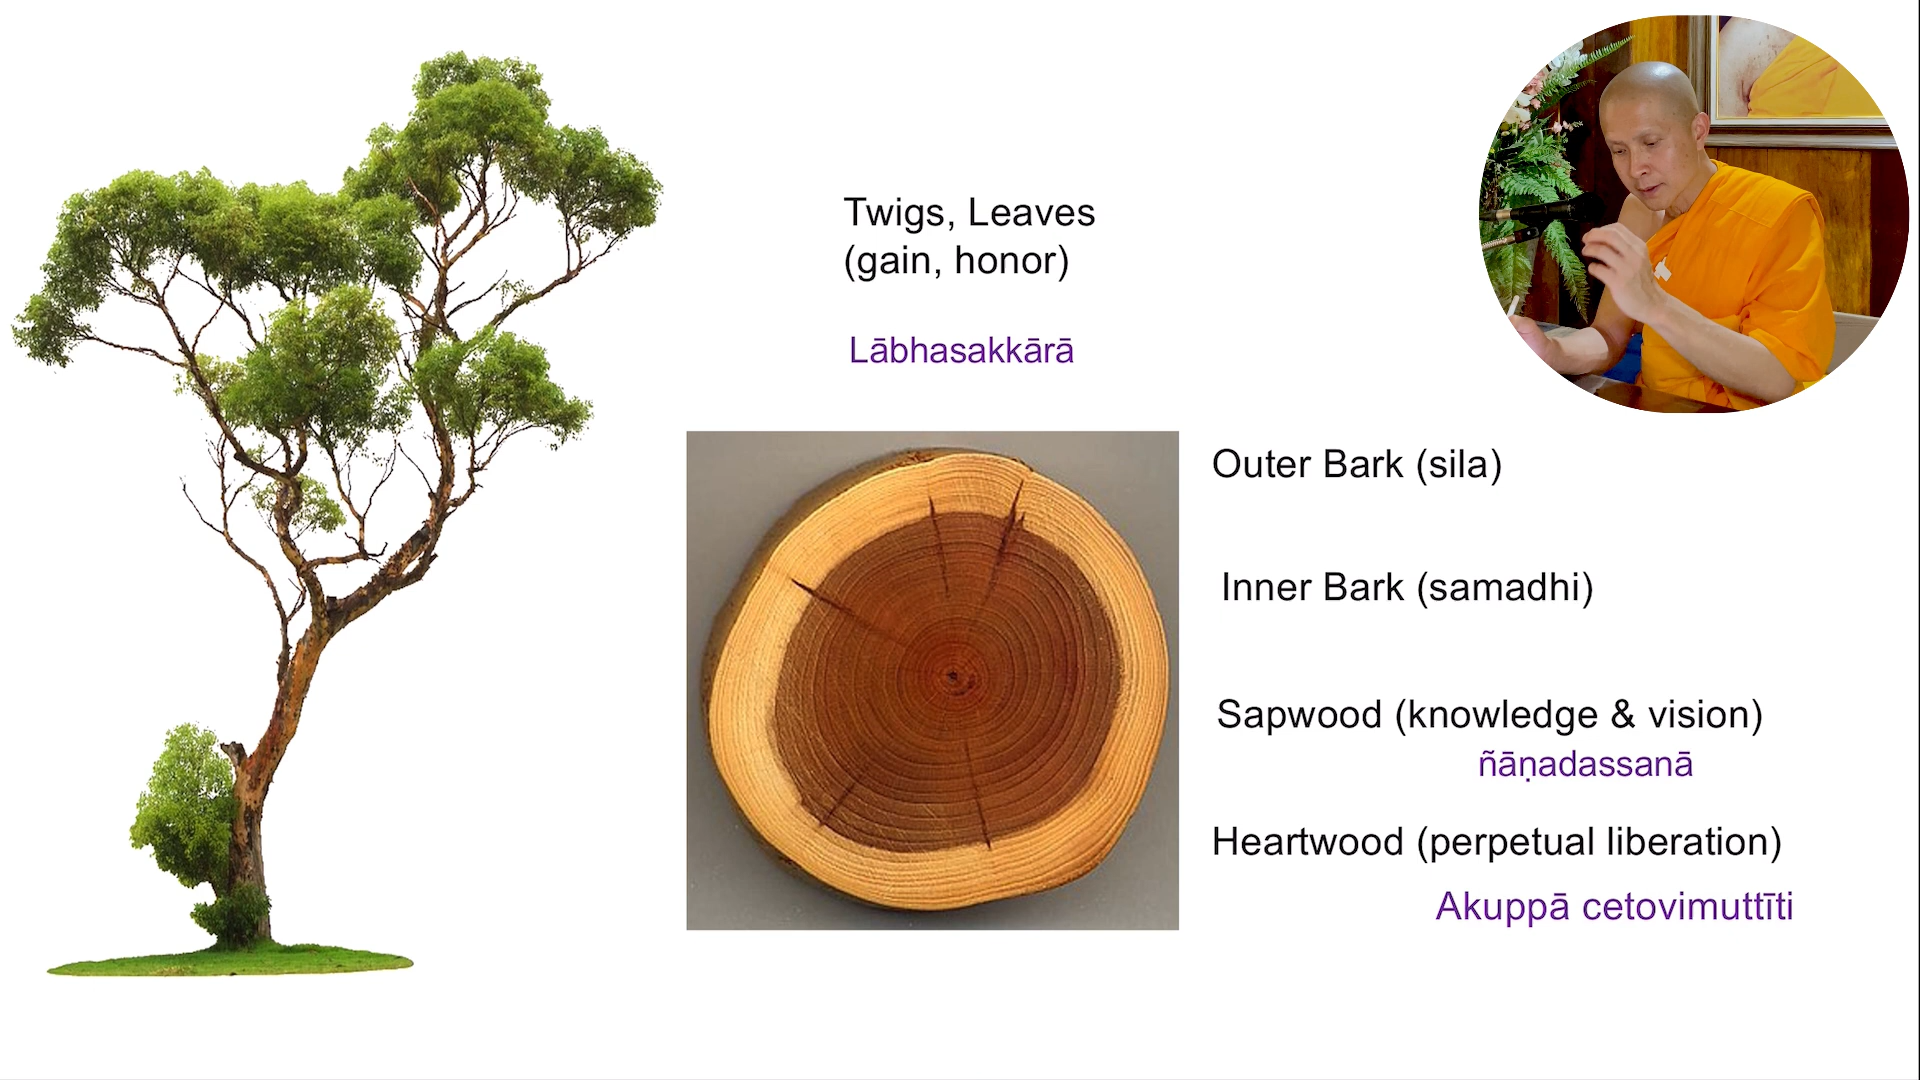 Twigs, Leaves
(gain, honor)
Lābhasakkārā
Outer Bark (sila)
Inner Bark (samadhi)
Sapwood (knowledge & vision)
ñāṇadassanā
Heartwood (perpetual liberation)
Akuppā cetovimuttīti